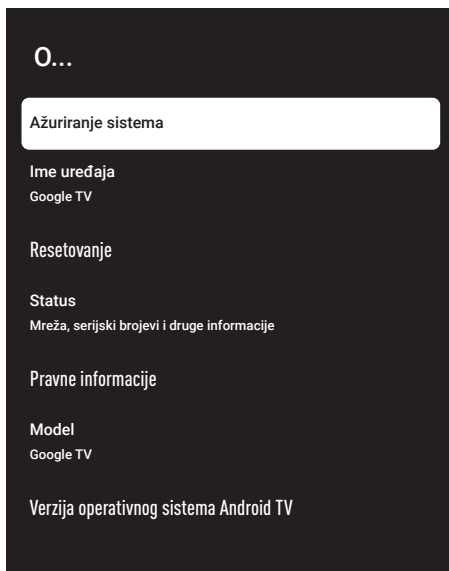 O...
Ažuriranje sistema
Ime uređaja
Google TV
Resetovanje
Status
Mreža, serijski brojevi i druge informacije
Pravne informacije
Model
Google TV
Verzija operativnog sistema Android TV